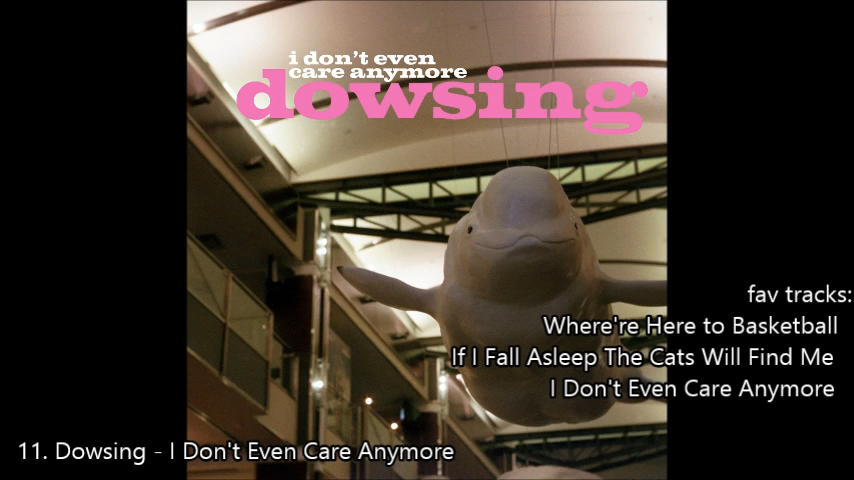 i don't even
care anymore
dowsing
fav tracks:
Where're Here to Basketball
If I Fall Asleep The Cats Will Find Me
I Don't Even Care Anymore
11. Dowsing - I Don't Even Care Anymore